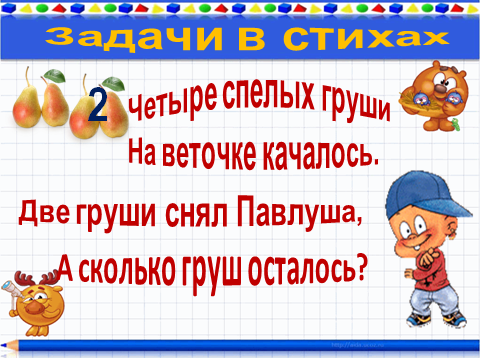 Задачи в стихах
2
Четыре спелых груши
На веточке качалось.
Две груши снял Павлуша,
А сколько груш осталось?